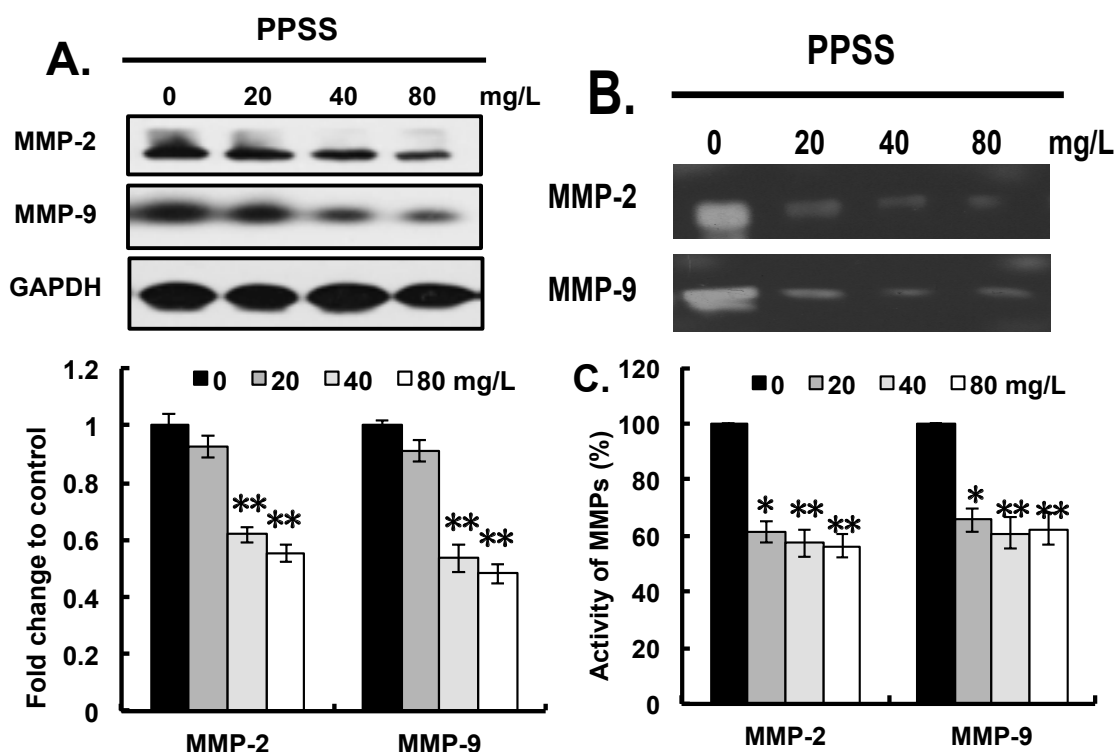 A.
PPSS
0 20 40 80 mg/L
MMP-2
MMP-9
GAPDH
Fold change to control
1.2
1
0.8
0.6
0.4
0.2
0
0 20 40 80 mg/L
** **
** **
MMP-2 MMP-9
B.
PPSS
0 20 40 80 mg/L
MMP-2
MMP-9
C.
Activity of MMPs (%)
120
100
80
60
40
20
0
0 20 40 80 mg/L
* ** **
* ** **
MMP-2 MMP-9